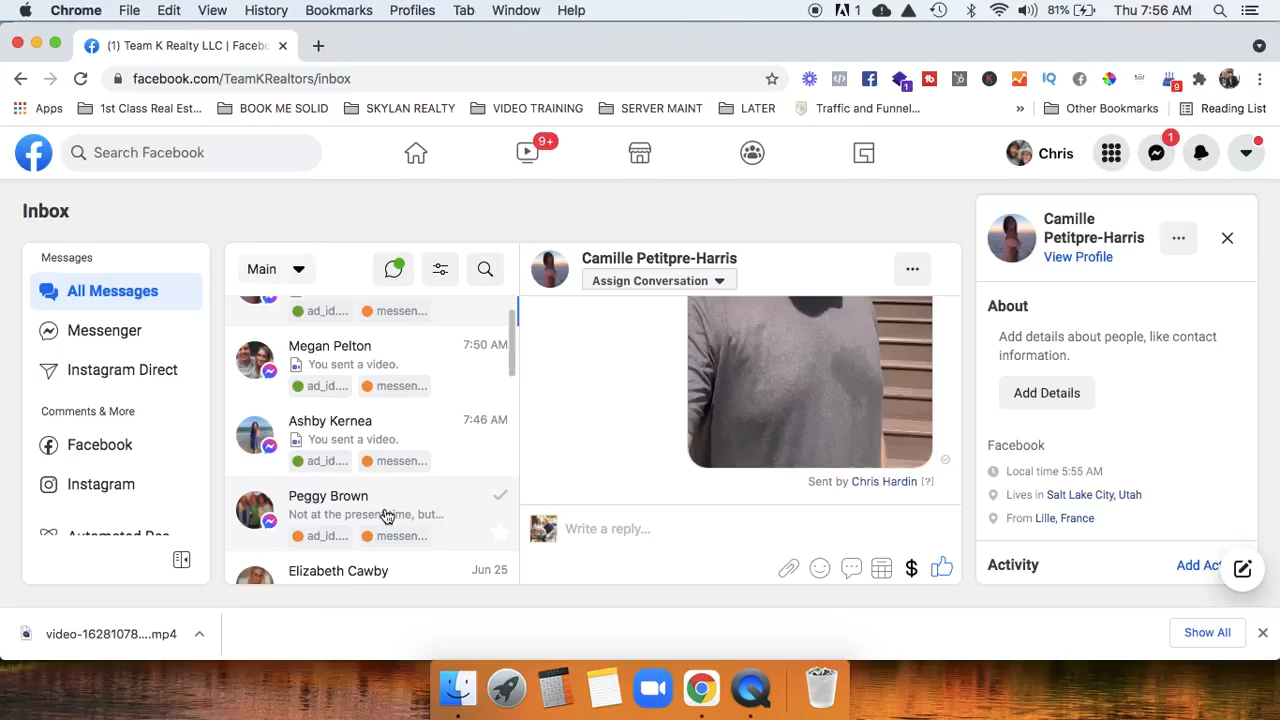 Chrome File Edit View History Bookmarks Profiles Tab Window Help 1 81% Thu 7:56 AM
(1) Team K Realty LLC | Facebo
facebook.com/TeamKRealtors/inbox 1 9
Apps 1st Class Real Est... BOOK ME SOLID SKYLAN REALTY VIDEO TRAINING SERVER MAINT LATER Traffic and Funnel... » Other Bookmarks Reading List
Search Facebook 9+ Chris 1
Inbox
Messages
All Messages
Messenger
Instagram Direct
Comments & More
Facebook
Instagram
Main
ad_id.... messen...
Megan Pelton 7:50 AM
You sent a video.
ad_id.... messen...
Ashby Kernea 7:46 AM
You sent a video.
ad_id.... messen...
Peggy Brown
Not at the present time, but...
ad_id.... messen...
Elizabeth Cawby Jun 25
Camille Petitpre-Harris
Assign Conversation
Sent by Chris Hardin [?]
Write a reply...
Camille
Petitpre-Harris
View Profile
About
Add details about people, like contact
information.
Add Details
Facebook
Local time 5:55 AM
Lives in Salt Lake City, Utah
From Lille, France
Activity Add Act
video-16281078....mp4 Show All